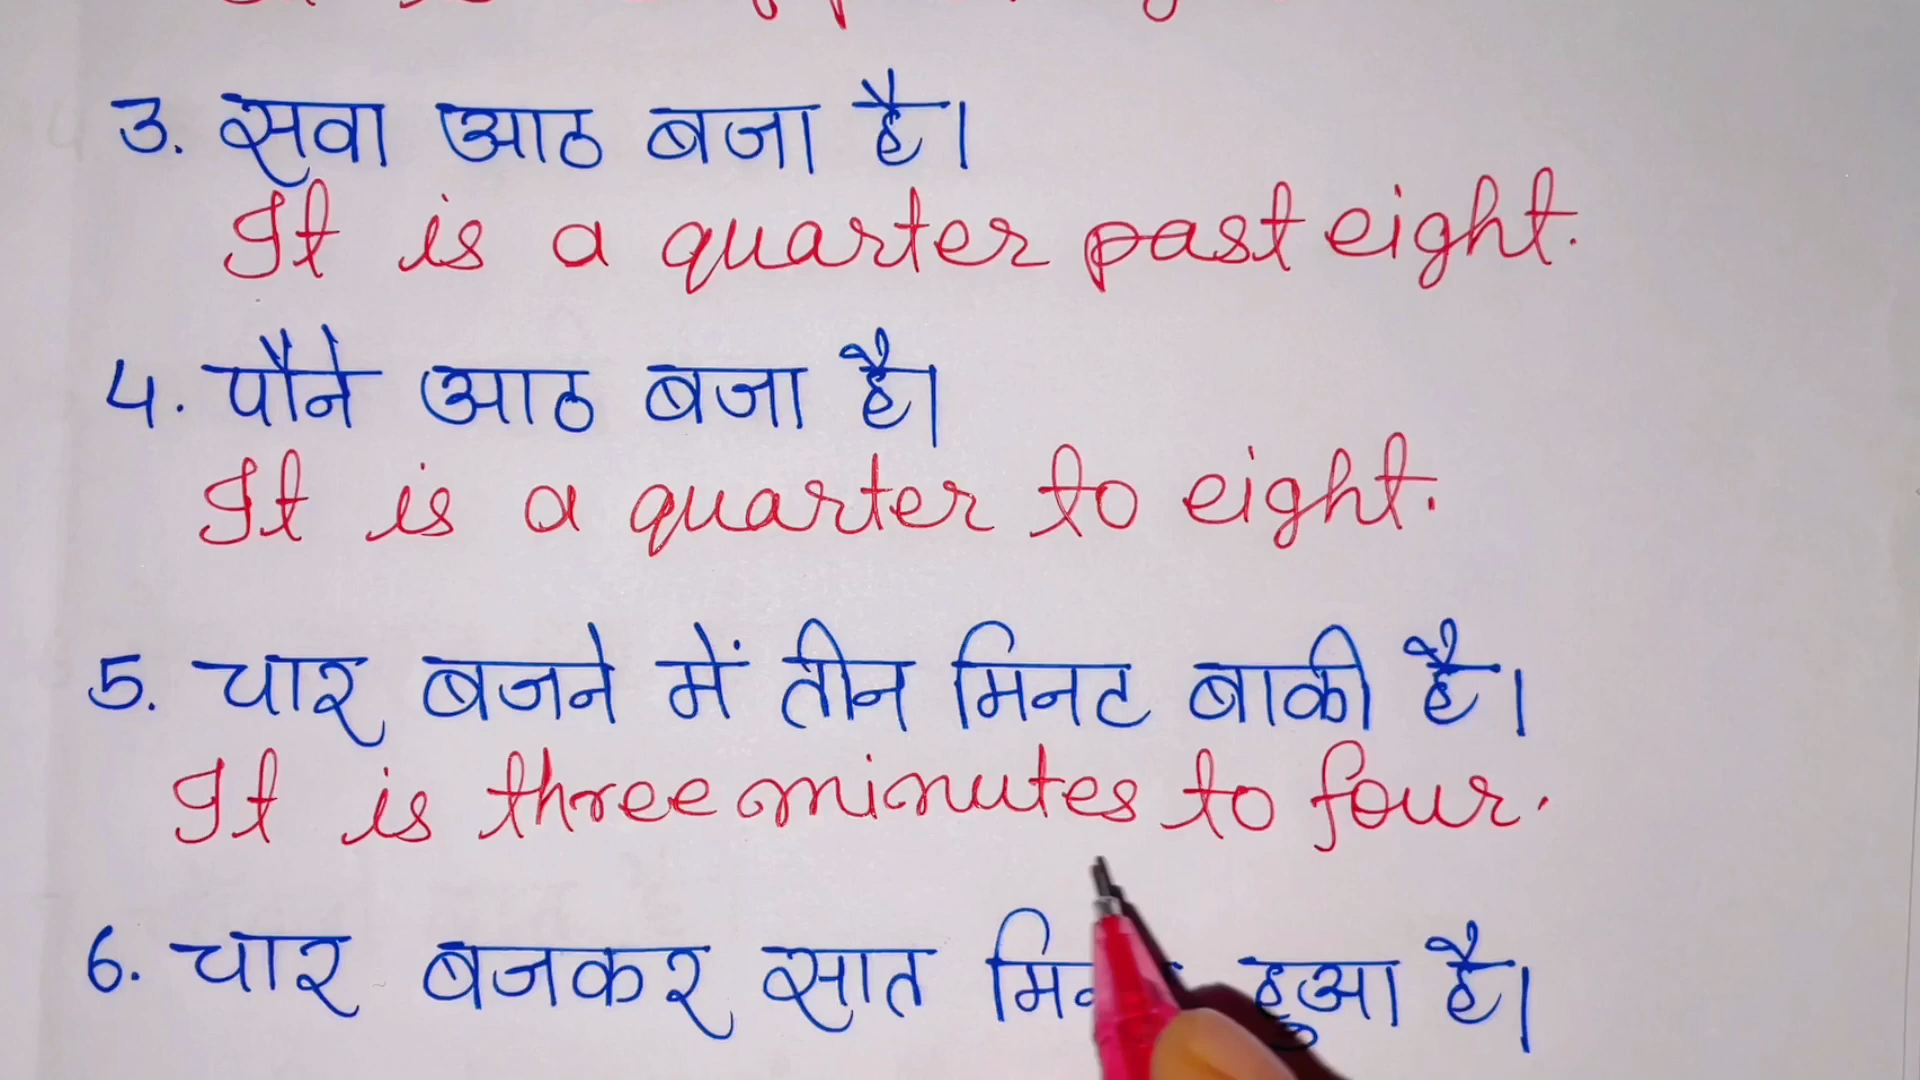 3. सवा आठ बजा है।
It is a quarter past eight.
4. पौने आठ बजा है।
It is a quarter to eight.
5. चार बजने में तीन मिनट बाकी है।
It is three minutes to four.
6. चार बजकर सात हुआ है।